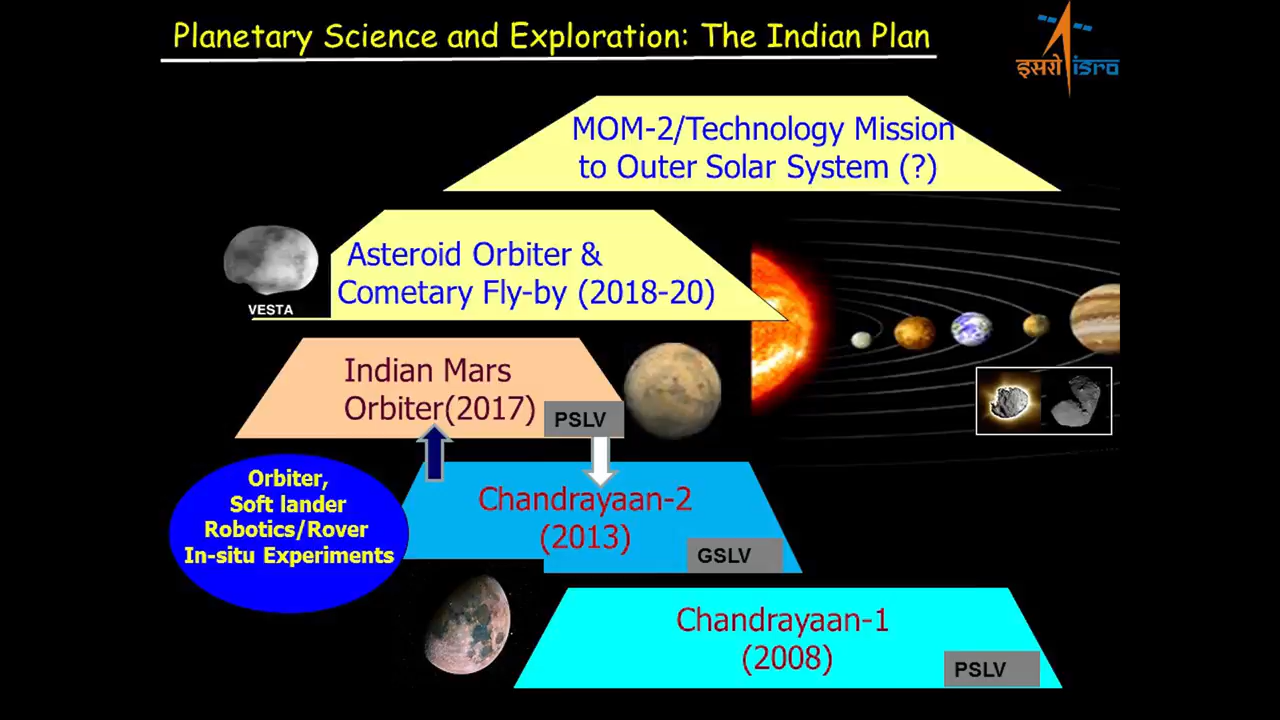 Planetary Science and Exploration: The Indian Plan
इसरो isro
MOM-2/Technology Mission
to Outer Solar System (?)
Asteroid Orbiter &
Cometary Fly-by (2018-20)
VESTA
Indian Mars
Orbiter(2017)
PSLV
Orbiter,
Soft lander
Robotics/Rover
In-situ Experiments
Chandrayaan-2
(2013)
GSLV
Chandrayaan-1
(2008)
PSLV